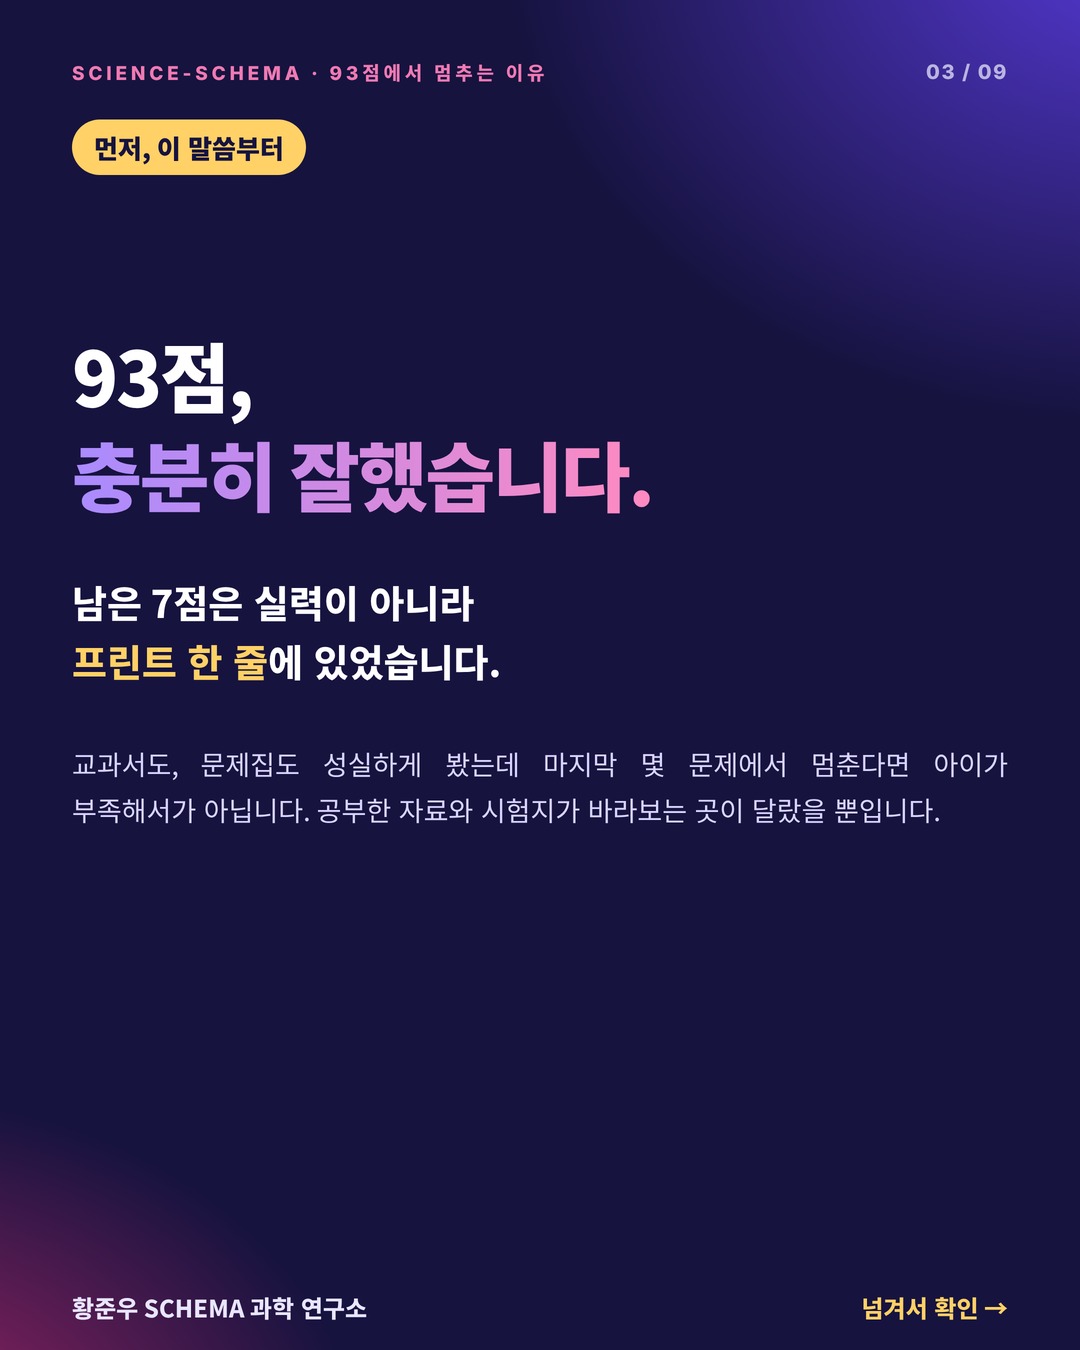 SCIENCE-SCHEMA · 93점에서 멈추는 이유
03 / 09
먼저, 이 말씀부터
93점,
충분히 잘했습니다.
남은 7점은 실력이 아니라
프린트 한 줄에 있었습니다.
교과서도, 문제집도 성실하게 봤는데 마지막 몇 문제에서 멈춘다면 아이가
부족해서가 아닙니다. 공부한 자료와 시험지가 바라보는 곳이 달랐을 뿐입니다.
황준우 SCHEMA 과학 연구소
넘겨서 확인 →